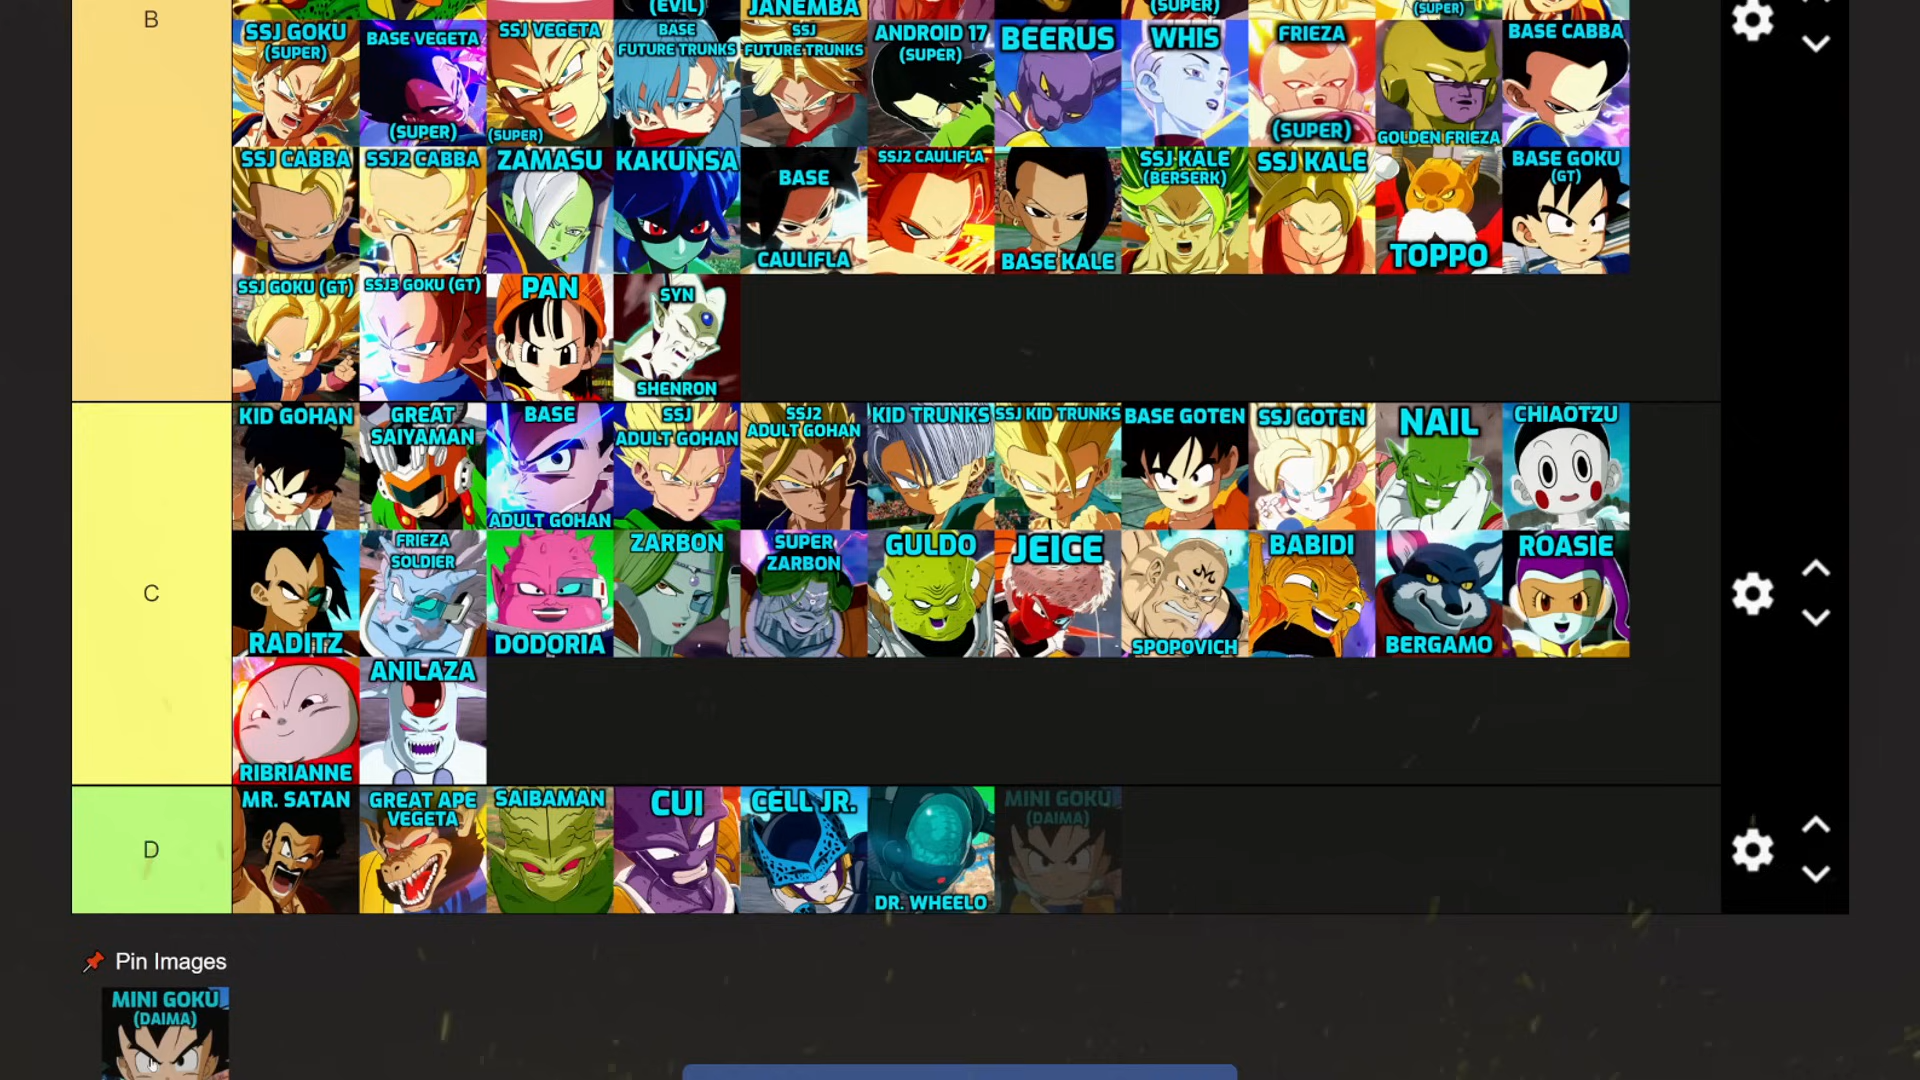 B
(EVIL)
JANEMBA
(SUPER)
(SUPER)
SSJ GOKU
(SUPER)
BASE VEGETA
(SUPER)
SSJ VEGETA
(SUPER)
BASE
FUTURE TRUNKS
SSJ
FUTURE TRUNKS
ANDROID 17
(SUPER)
BEERUS
WHIS
FRIEZA
(SUPER)
GOLDEN FRIEZA
BASE CABBA
SSJ CABBA
SSJ2 CABBA
ZAMASU
KAKUNSA
BASE
CAULIFLA
SSJ2 CAULIFLA
BASE KALE
SSJ KALE
(BERSERK)
SSJ KALE
TOPPO
BASE GOKU
(GT)
SSJ GOKU (GT)
SSJ3 GOKU (GT)
PAN
SYN
SHENRON
C
KID GOHAN
GREAT
SAIYAMAN
BASE
ADULT GOHAN
SSJ
ADULT GOHAN
SSJ2
ADULT GOHAN
KID TRUNKS
SSJ KID TRUNKS
BASE GOTEN
SSJ GOTEN
NAIL
CHIAOTZU
RADITZ
FRIEZA
SOLDIER
DODORIA
ZARBON
SUPER
ZARBON
GULDO
JEICE
SPOPOVICH
BABIDI
BERGAMO
ROASIE
RIBRIANNE
ANILAZA
D
MR. SATAN
GREAT APE
VEGETA
SAIBAMAN
CUI
CELL JR.
DR. WHEELO
MINI GOKU
(DAIMA)
Pin Images
MINI GOKU
(DAIMA)